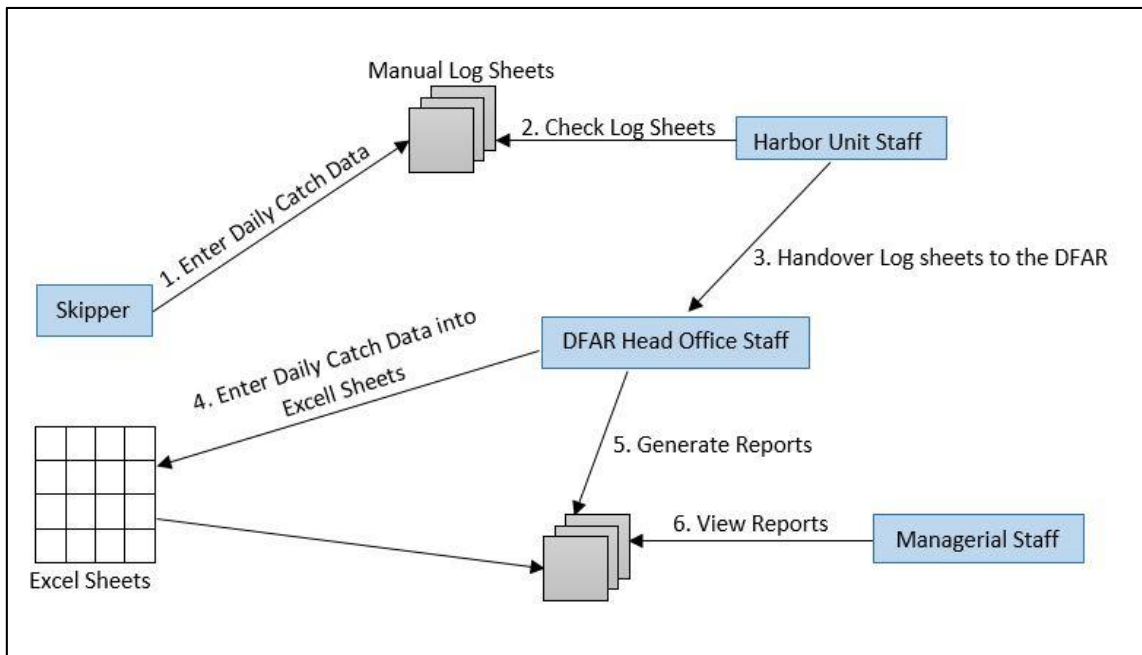 Manual Log Sheets
2. Check Log Sheets
Harbor Unit Staff
1. Enter Daily Catch Data
3. Handover Log sheets to the DFAR
Skipper
DFAR Head Office Staff
4. Enter Daily Catch Data into
Excell Sheets
5. Generate Reports
6. View Reports
Managerial Staff
Excel Sheets